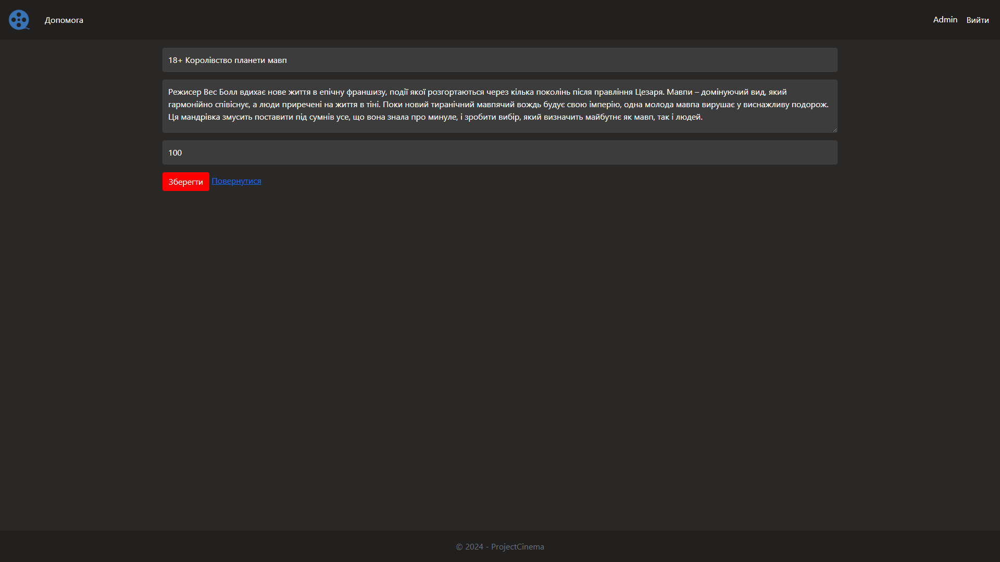 Допомога
Admin
Вийти
18+ Королівство планети мавп
Режисер Вес Болл вдихає нове життя в епічну франшизу, події якої розгортаються через кілька поколінь після правління Цезаря. Мавпи – домінуючий вид, який
гармонійно співіснує, а люди приречені на життя в тіні. Поки новий тиранічний мавпячий вождь будує свою імперію, одна молода мавпа вирушає у виснажливу подорож.
Ця мандрівка змусить поставити під сумнів усе, що вона знала про минуле, і зробити вибір, який визначить майбутнє як мавп, так і людей.
100
Зберегти
Повернутися
© 2024 - ProjectCinema